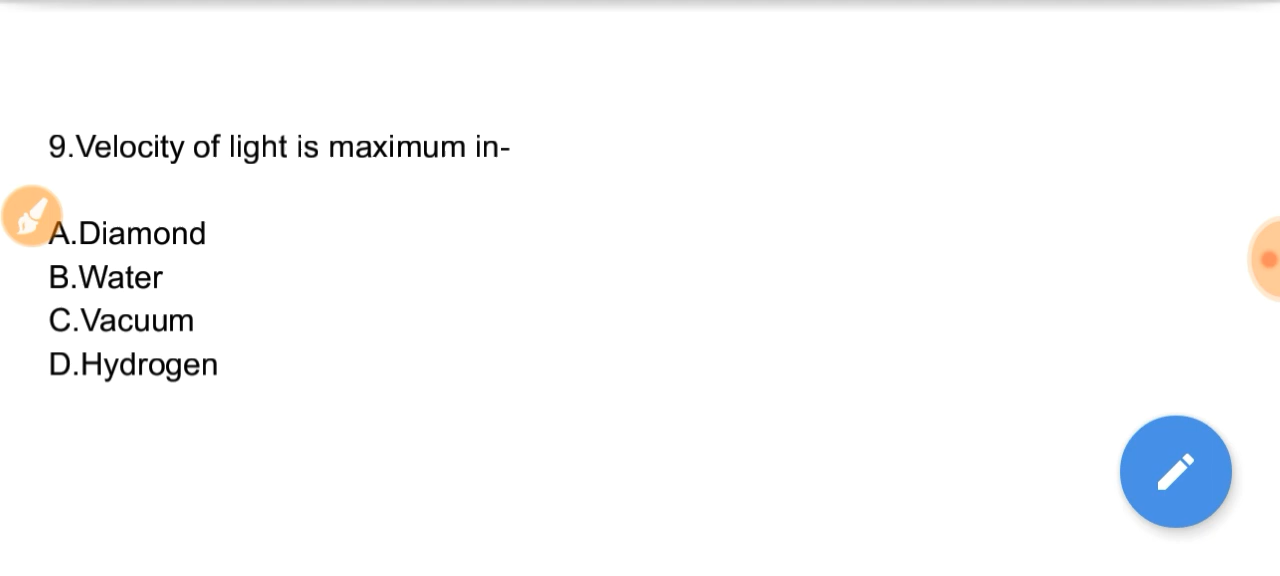 9.Velocity of light is maximum in-
A.Diamond
B.Water
C.Vacuum
D.Hydrogen